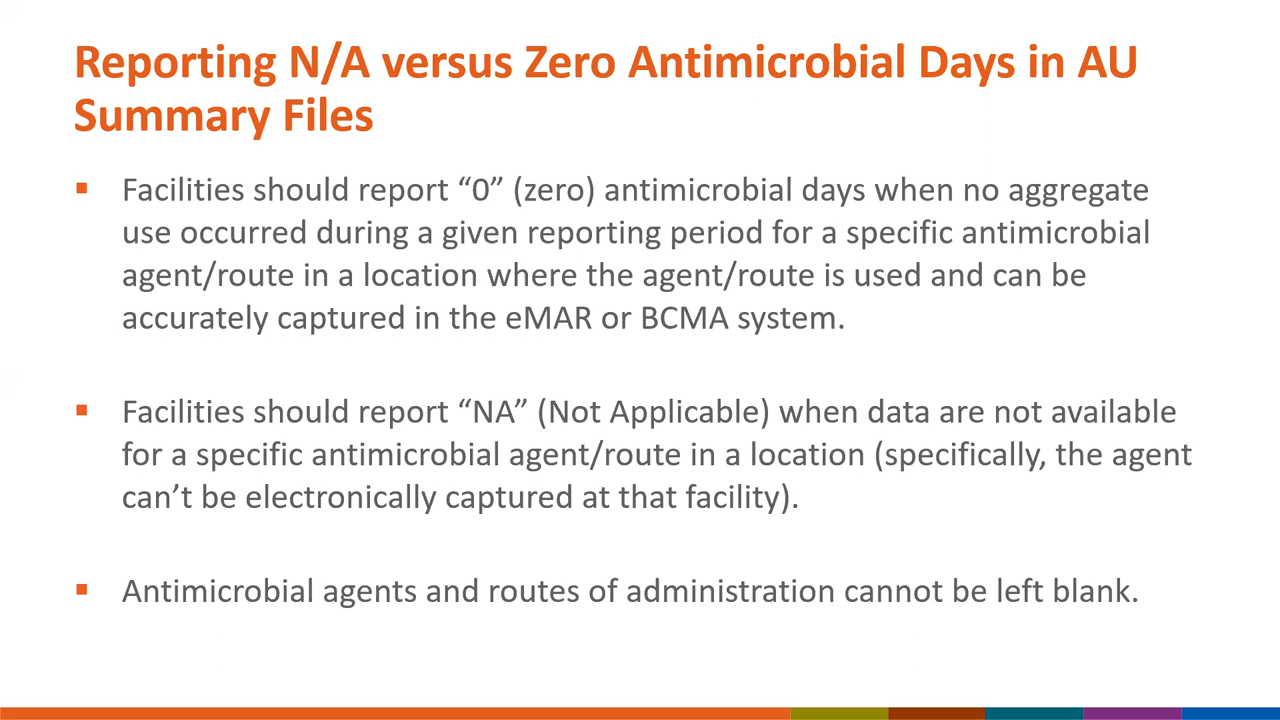 Reporting N/A versus Zero Antimicrobial Days in AU
Summary Files
▪ Facilities should report “0” (zero) antimicrobial days when no aggregate
use occurred during a given reporting period for a specific antimicrobial
agent/route in a location where the agent/route is used and can be
accurately captured in the eMAR or BCMA system.
▪ Facilities should report “NA” (Not Applicable) when data are not available
for a specific antimicrobial agent/route in a location (specifically, the agent
can’t be electronically captured at that facility).
▪ Antimicrobial agents and routes of administration cannot be left blank.